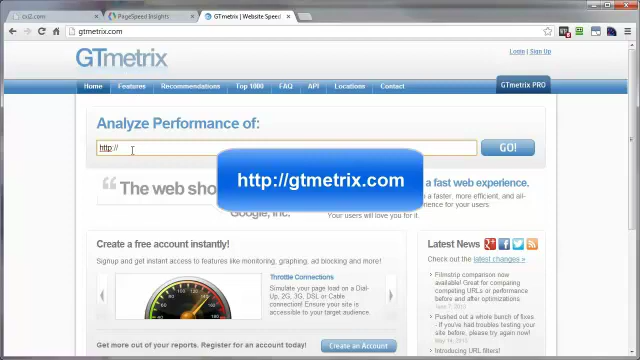 cxi2.com
PageSpeed Insights
GTmetrix | Website Speed
gtmetrix.com
GTmetrix
Login | Sign Up
Home Features Recommendations Top 1000 FAQ API Locations Contact GTmetrix PRO
Analyze Performance of:
http:// GO!
http://gtmetrix.com
The web sho
a fast web experience.
a faster, more efficient, and all-
experience for your users.
Google, Inc.
Your users will love you for it.
Create a free account instantly!
Signup and get instant access to features like monitoring, graphing, ad blocking and more!
Throttle Connections
Simulate your page load on a Dial-
Up, 2G, 3G, DSL or Cable
connection! Ensure your site is
accessible to your target audience.
Get more out of your reports. Register for an account today! Create an Account
Latest News
Check out the latest changes »
Filmstrip comparison now
available! Great for comparing
competing URLs or performance
before and after optimizations
June 7, 2012
Pushed out a whole bunch of fixes
- If you've had troubles testing your
site before, please try again now!
May 14, 2012
Introducing URL filters!